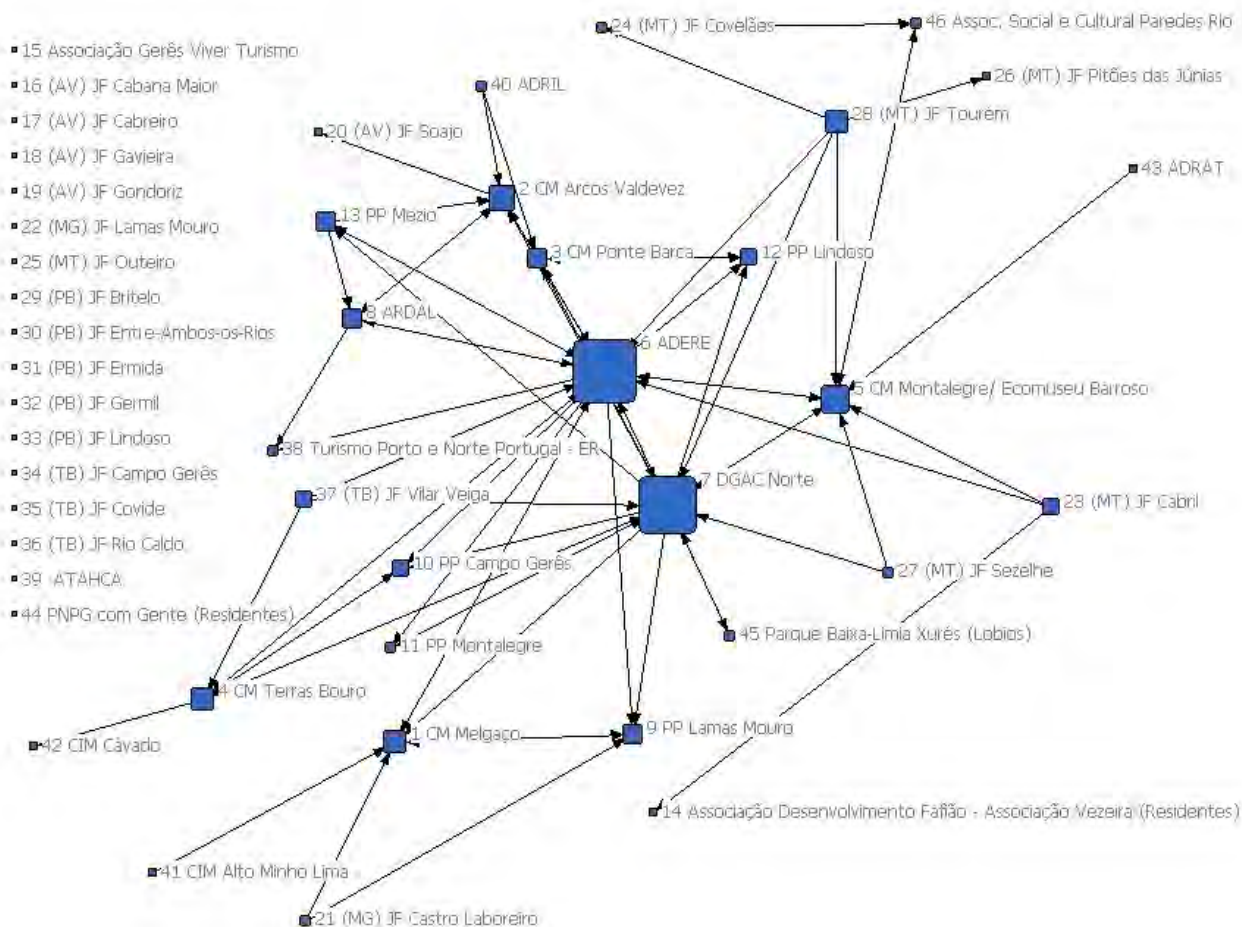 24 (MT) JF Covelães
46 Assoc. Social e Cultural Paredes Rio
15 Associação Gerês Viver Turismo
26 (MT) JF Pitões das Júnias
16 (AV) JF Cabana Maior
40 ADRIL
17 (AV) JF Cabreiro
28 (MT) JF Tourem
20 (AV) JF Soajo
18 (AV) JF Gavieira
43 ADRAT
19 (AV) JF Gondoriz
2 CM Arcos Valdevez
22 (MG) JF Lamas Mouro
13 PP Mezio
25 (MT) JF Outeiro
3 CM Ponte Barca
12 PP Lindoso
29 (PB) JF Britelo
8 ARDAL
30 (PB) JF Entre-Ambos-os-Rios
6 ADERE
31 (PB) JF Ermida
5 CM Montalegre/ Ecomuseu Barroso
32 (PB) JF Germil
33 (PB) JF Lindoso
38 Turismo Porto e Norte Portugal - ER
34 (TB) JF Campo Gerês
7 DGAC Norte
37 (TB) JF Vilar Veiga
23 (MT) JF Cabril
35 (TB) JF Covide
36 (TB) JF Rio Caldo
10 PP Campo Gerês
27 (MT) JF Sezelhe
39 ATAHCA
44 PNPG com Gente (Residentes)
45 Parque Baixa-Limia Xurés (Lobios)
11 PP Montalegre
4 CM Terras Bouro
9 PP Lamas Mouro
1 CM Melgaço
42 CIM Cávado
14 Associação Desenvolvimento Fafião - Associação Vezeira (Residentes)
41 CIM Alto Minho Lima
21 (MG) JF Castro Laboreiro